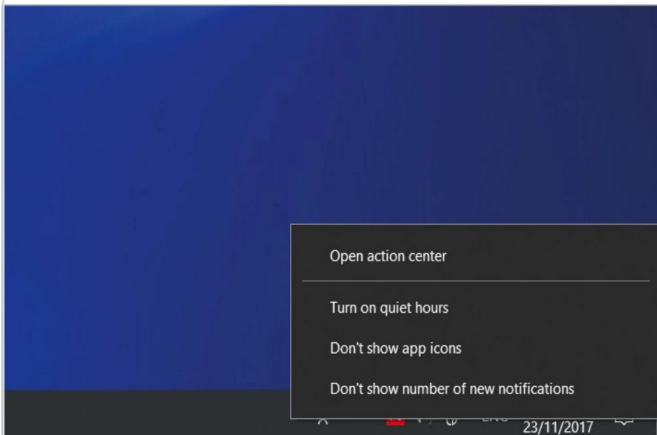 Open action center
Turn on quiet hours
Don't show app icons
Don't show number of new notifications
23/11/2017